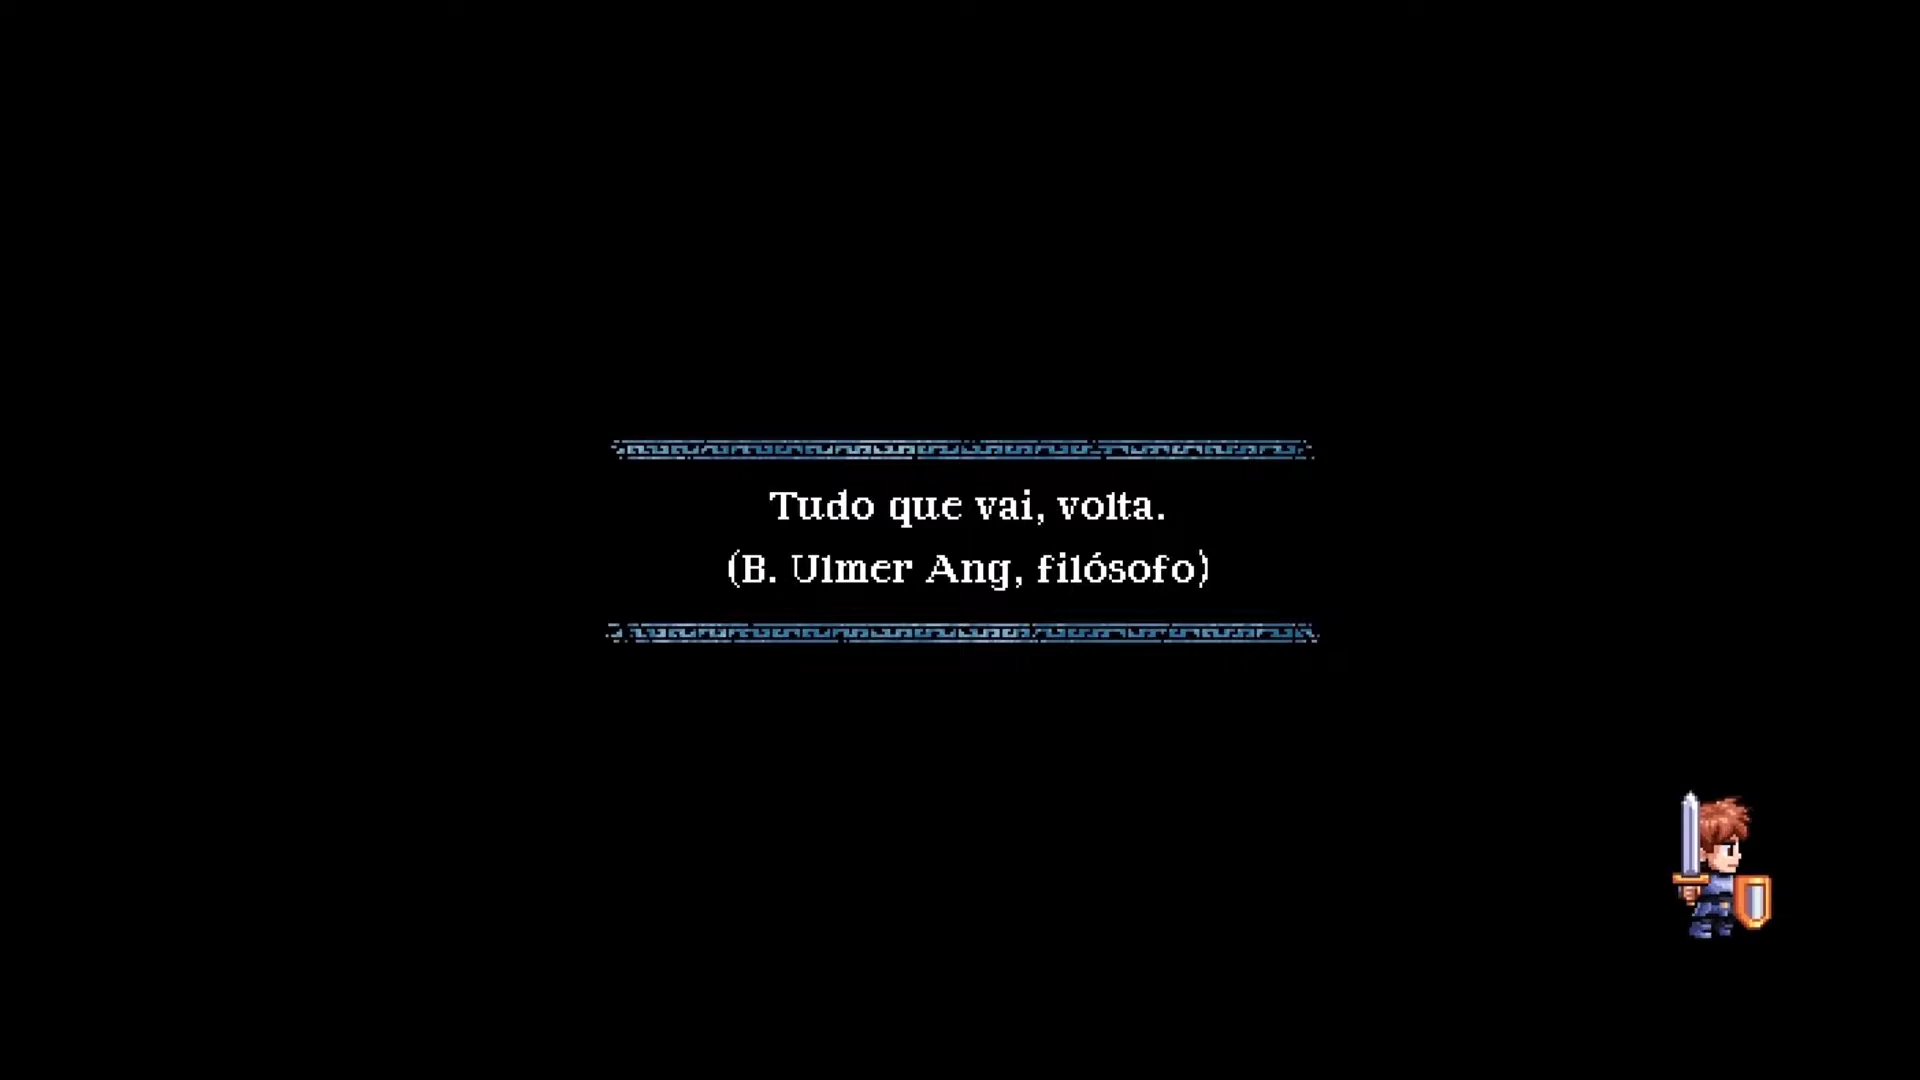 Tudo que vai, volta.
(B. Ulmer Ang, filósofo)